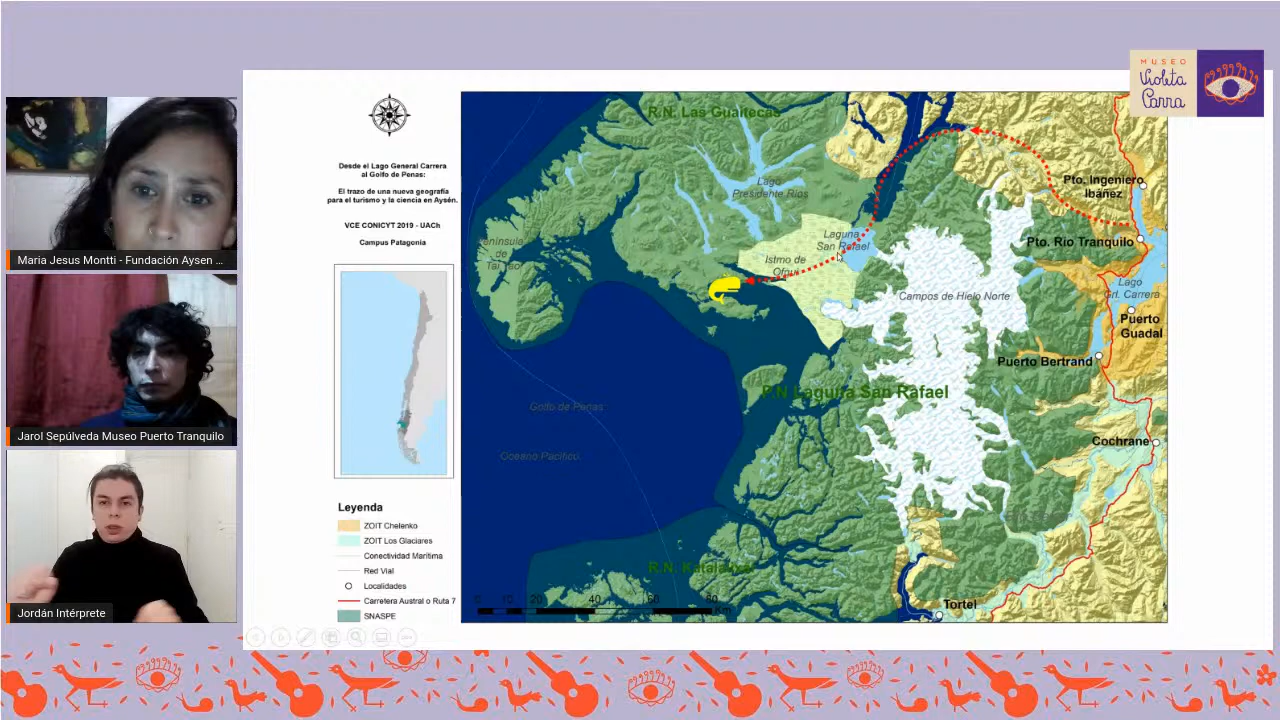 MUSEO
Violeta
Parra
Maria Jesus Montti - Fundación Aysen ...
Jarol Sepúlveda Museo Puerto Tranquilo
Jordán Intérprete
Desde el Lago General Carrera
al Golfo de Penas:
El trazo de una nueva geografía
para el turismo y la ciencia en Aysén.
VCE CONICYT 2019 - UACh
Campus Patagonia
Leyenda
ZOIT Chelenko
ZOIT Los Glaciares
Conectividad Marítima
Red Vial
Localidades
Carretera Austral o Ruta 7
SNASPE
R.N. Las Guaitecas
Lago
Presidente Ríos
Pto. Ingeniero
Ibáñez
Península
de
Taitao
Laguna
San Rafael
Pto. Río Tranquilo
Istmo de
Ofqui
Lago
Grl. Carrera
Campos de Hielo Norte
Puerto
Guadal
Puerto Bertrand
P.N Laguna San Rafael
Golfo de Penas
Cochrane
Oceano Pacífico
R.N. Katalalixar
0 10 20 40 60 80
Km
Tortel